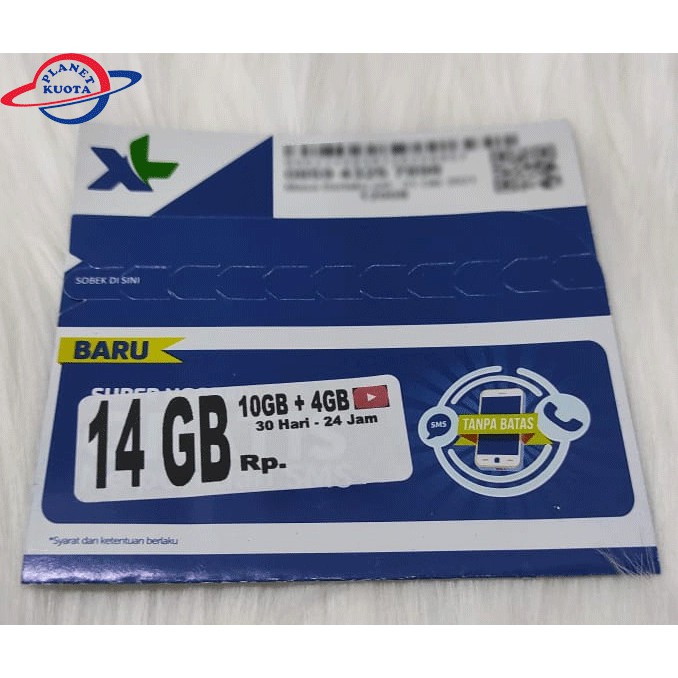 PLANET
KUOTA
XL
SOBEK DI SINI
BARU
14 GB
10GB + 4GB
30 Hari - 24 Jam
Rp.
SMS
TANPA BATAS
*Syarat dan ketentuan berlaku